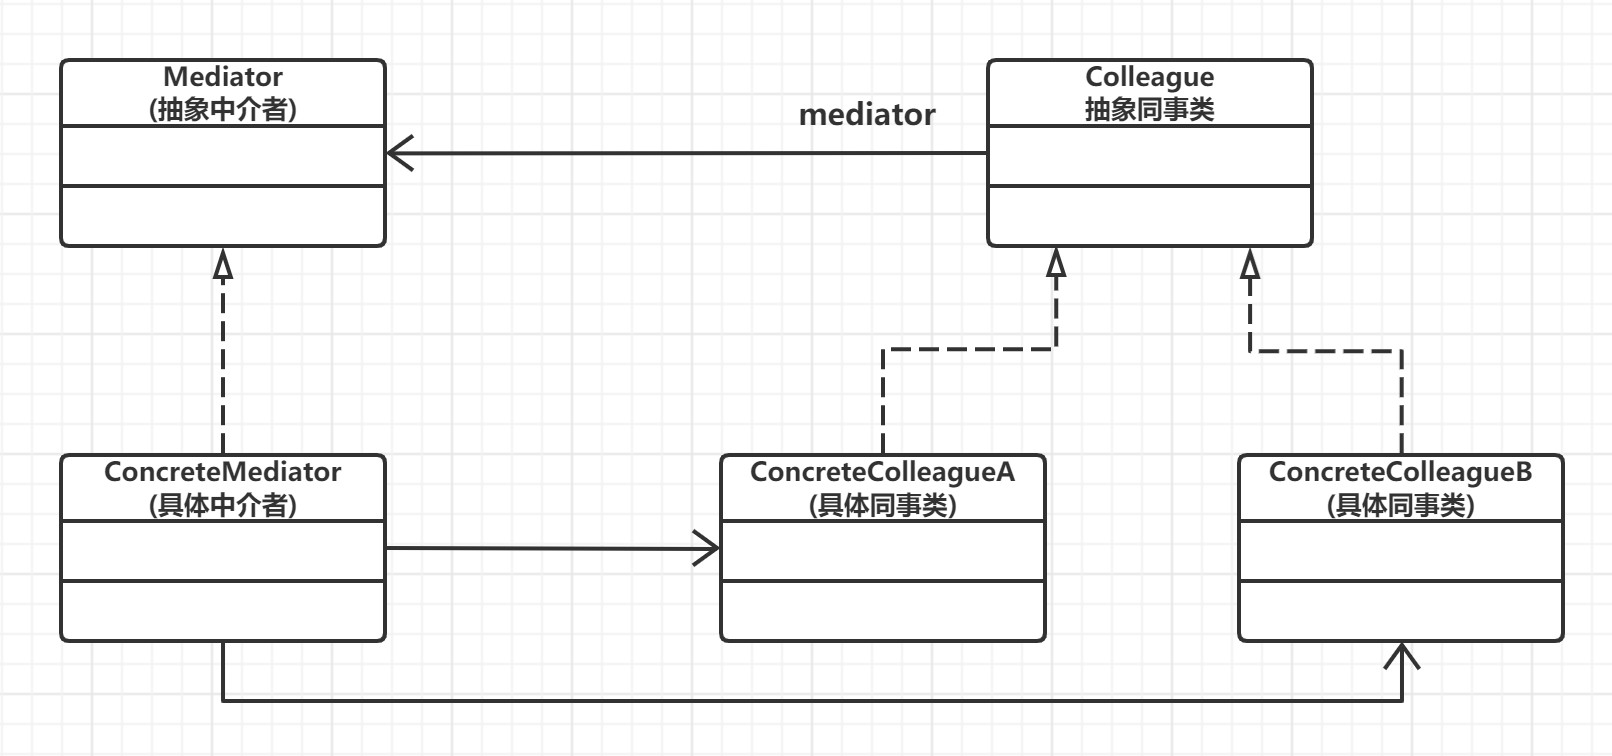 Mediator
(抽象中介者)
mediator
Colleague
抽象同事类
ConcreteMediator
(具体中介者)
ConcreteColleagueA
(具体同事类)
ConcreteColleagueB
(具体同事类)